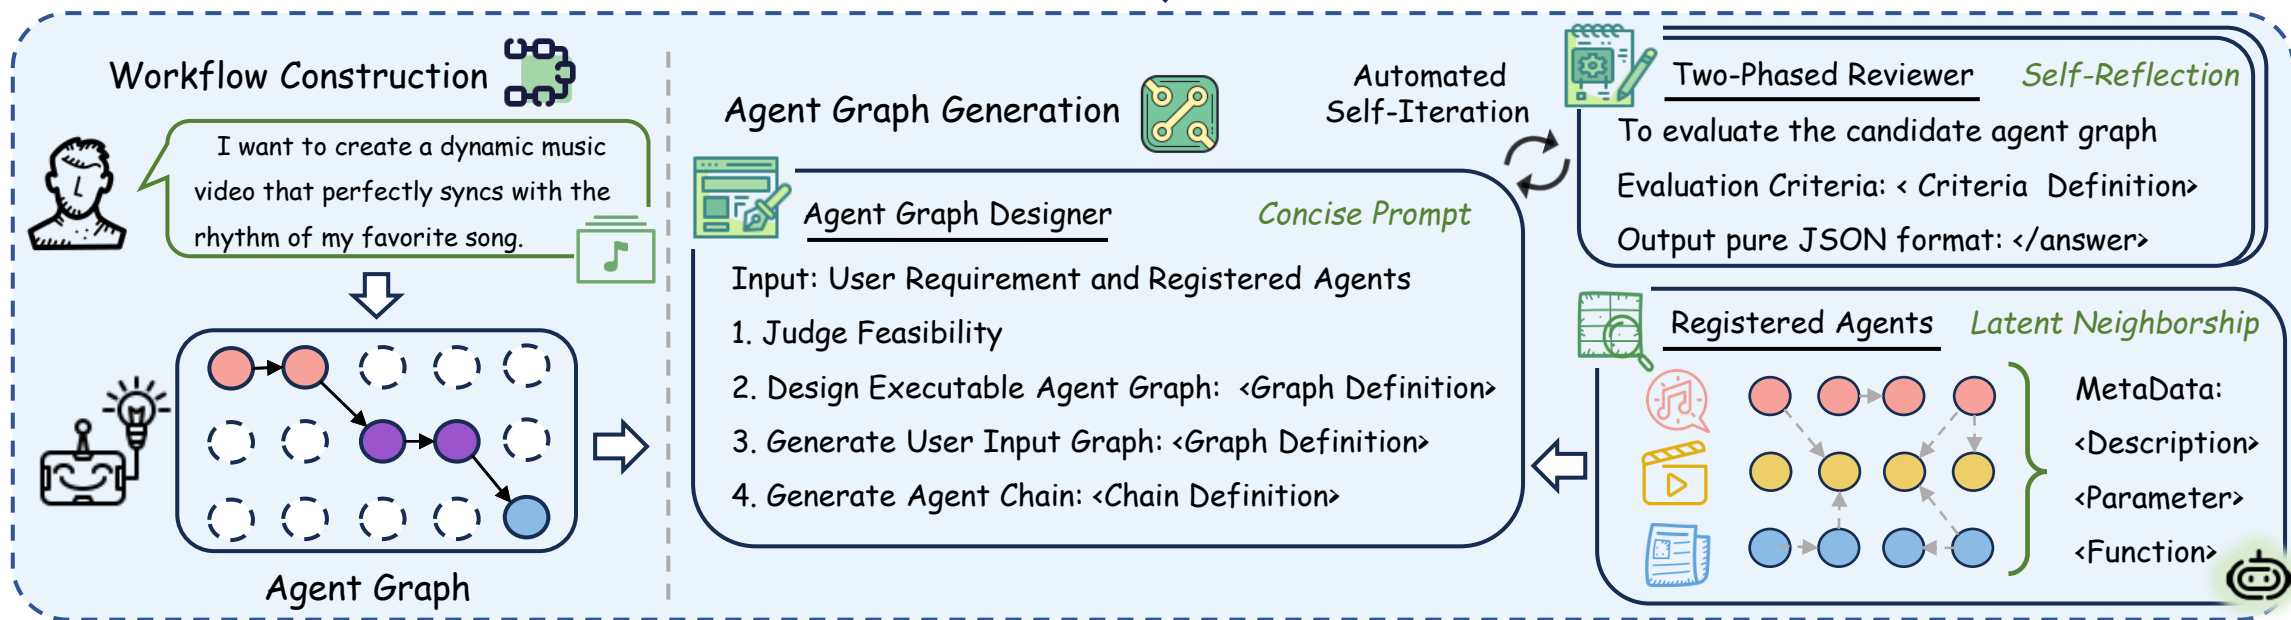 Workflow Construction
I want to create a dynamic music
video that perfectly syncs with the
rhythm of my favorite song.
Agent Graph
Agent Graph Generation
Automated
Self-Iteration
Agent Graph Designer
Concise Prompt
Input: User Requirement and Registered Agents
1. Judge Feasibility
2. Design Executable Agent Graph: <Graph Definition>
3. Generate User Input Graph: <Graph Definition>
4. Generate Agent Chain: <Chain Definition>
Two-Phased Reviewer
Self-Reflection
To evaluate the candidate agent graph
Evaluation Criteria: < Criteria Definition>
Output pure JSON format: </answer>
Registered Agents
Latent Neighborship
MetaData:
<Description>
<Parameter>
<Function>